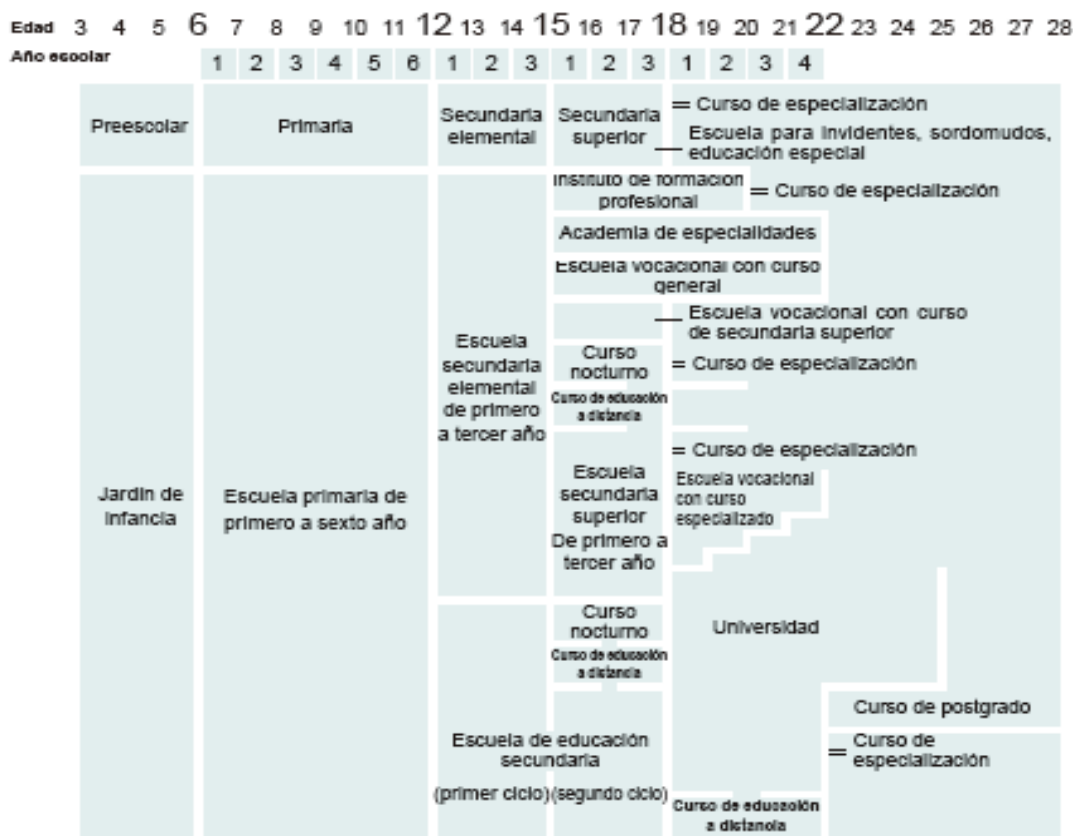 Edad 3 4 5 6 7 8 9 10 11 12 13 14 15 16 17 18 19 20 21 22 23 24 25 26 27 28
Año escolar 1 2 3 4 5 6 1 2 3 1 2 3 1 2 3 4
Preescolar
Primaria
Secundaria
elemental
Secundaria
superior
Curso de especialización
Escuela para invidentes, sordomudos,
educación especial
Jardín de
infancia
Escuela primaria de
primero a sexto año
Escuela
secundaria
elemental
de primero
a tercer año
Instituto de formación
profesional
Curso de especialización
Academia de especialidades
Escuela vocacional con curso
general
Escuela vocacional con curso
de secundaria superior
Curso
nocturno
Curso de especialización
Curso de educación
a distancia
Curso de especialización
Escuela
secundaria
superior
De primero a
tercer año
Escuela vocacional
con curso
especializado
Curso
nocturno
Curso de educación
a distancia
Universidad
Curso de postgrado
Curso de
especialización
Escuela de educación
secundaria
(primer ciclo) (segundo ciclo)
Curso de educación
a distancia